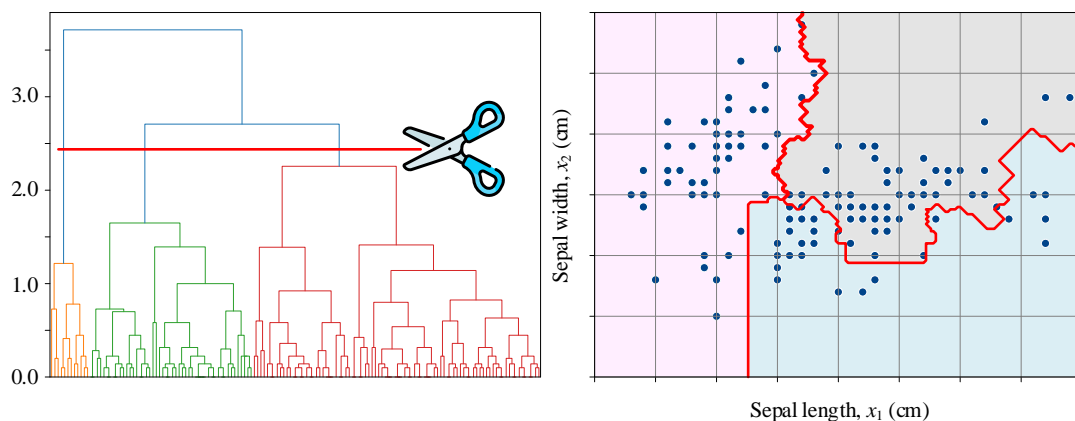 3.0
2.0
1.0
0.0
Sepal width, x₂ (cm)
Sepal length, x₁ (cm)